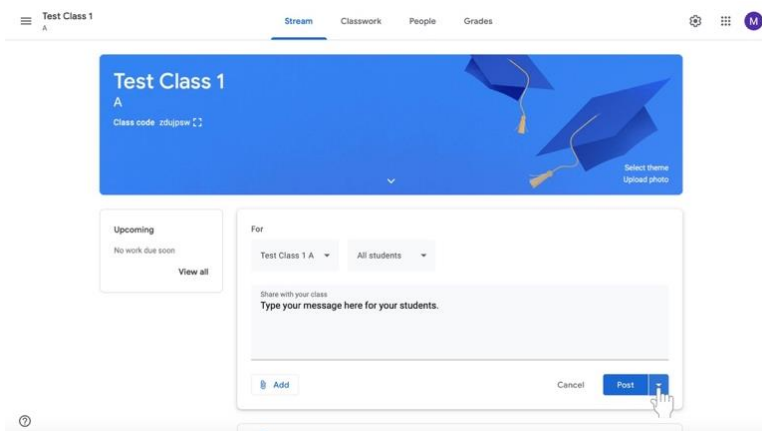 Test Class 1
A
Stream Classwork People Grades
M
Test Class 1
A
Class code zdujpsw
Select theme
Upload photo
Upcoming
No work due soon
View all
For
Test Class 1 A All students
Share with your class
Type your message here for your students.
Add Cancel Post